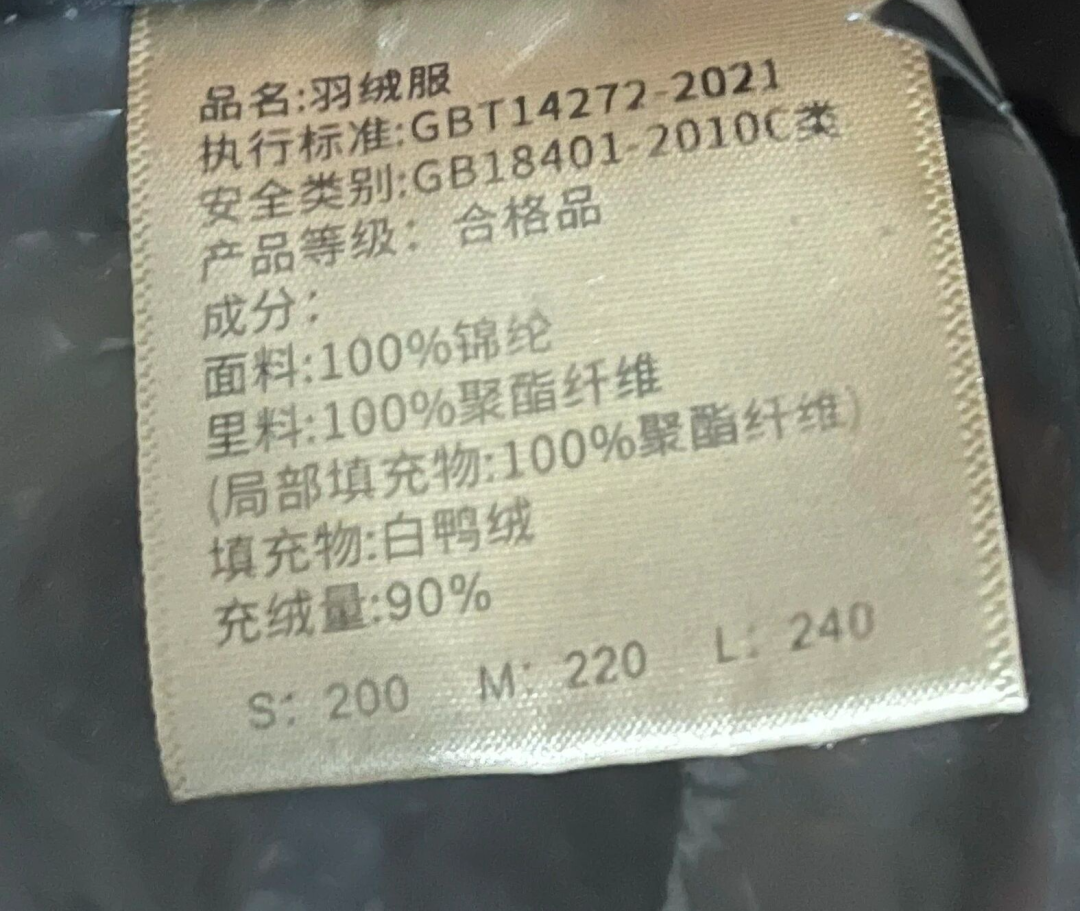 品名:羽绒服
执行标准:GBT14272-2021
安全类别:GB18401-2010C类
产品等级：合格品
成分：
面料:100%锦纶
里料:100%聚酯纤维
(局部填充物:100%聚酯纤维)
填充物:白鸭绒
充绒量:90%
S：200 M：220 L：240